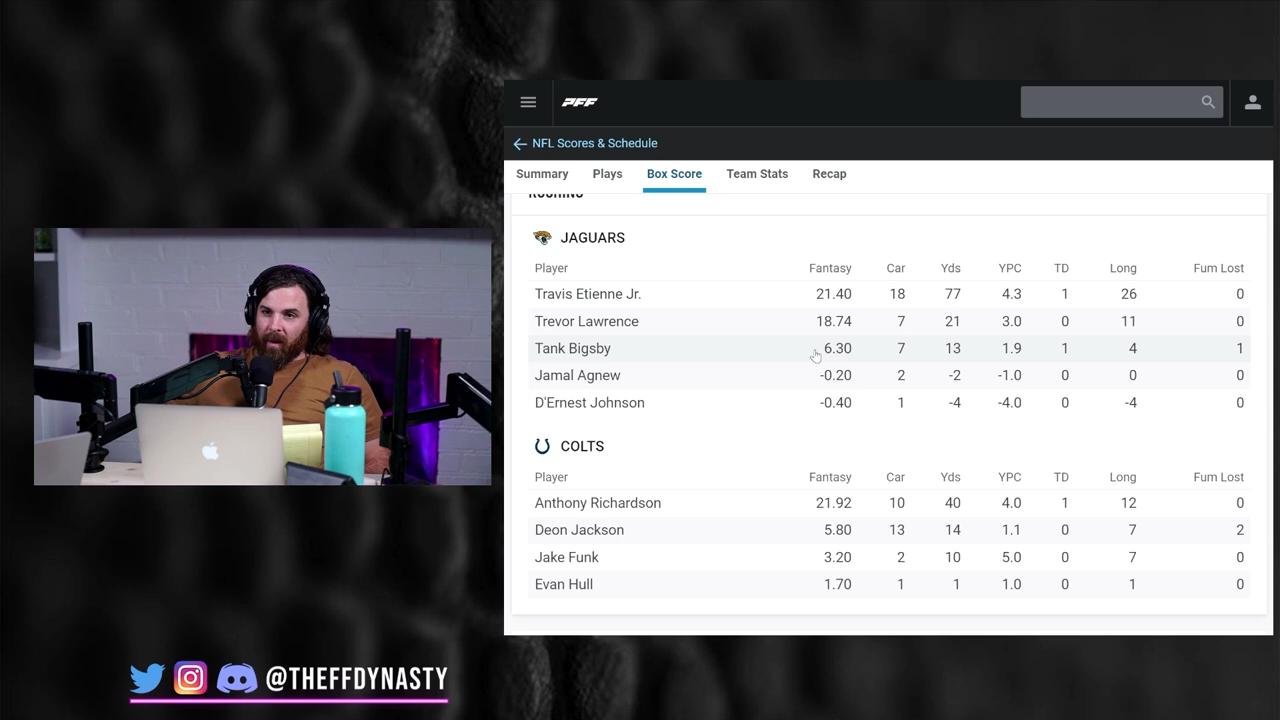 PFF
NFL Scores & Schedule
Summary Plays Box Score Team Stats Recap
RUSHING
JAGUARS
Player Fantasy Car Yds YPC TD Long Fum Lost
Travis Etienne Jr. 21.40 18 77 4.3 1 26 0
Trevor Lawrence 18.74 7 21 3.0 0 11 0
Tank Bigsby 6.30 7 13 1.9 1 4 1
Jamal Agnew -0.20 2 -2 -1.0 0 0 0
D'Ernest Johnson -0.40 1 -4 -4.0 0 -4 0
COLTS
Player Fantasy Car Yds YPC TD Long Fum Lost
Anthony Richardson 21.92 10 40 4.0 1 12 0
Deon Jackson 5.80 13 14 1.1 0 7 2
Jake Funk 3.20 2 10 5.0 0 7 0
Evan Hull 1.70 1 1 1.0 0 1 0
@THEFFDYNASTY